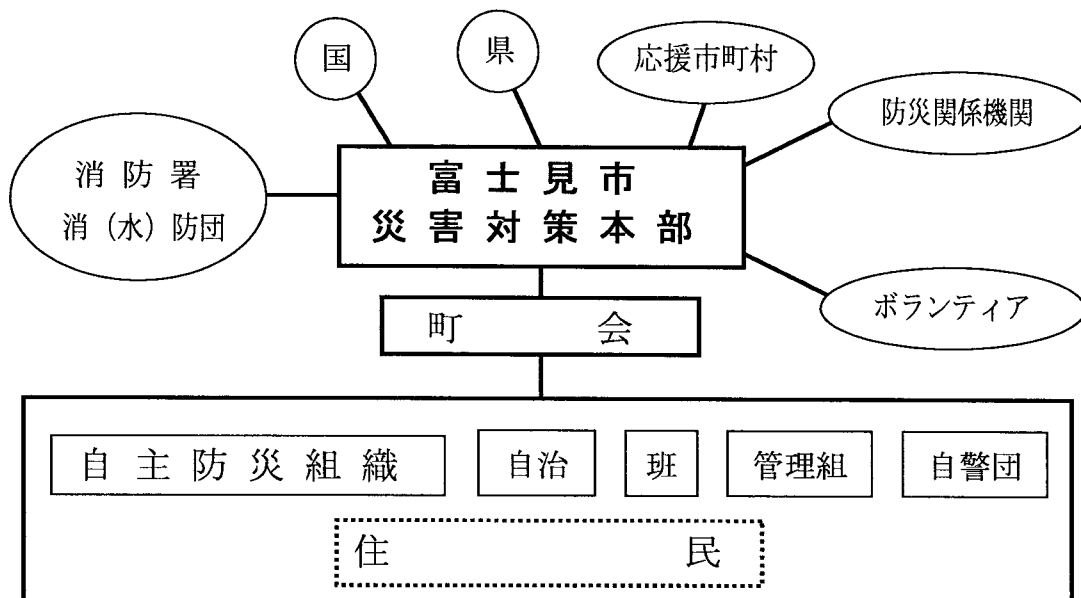 国
県
応援市町村
防災関係機関
消防署
消（水）防団
富士見市
災害対策本部
ボランティア
町会
自主防災組織
自治
班
管理組
自警団
住民